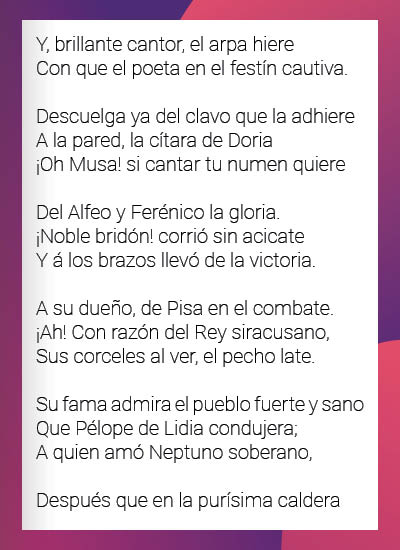 Y, brillante cantor, el arpa hiere
Con que el poeta en el festín cautiva.
Descuelga ya del clavo que la adhiere
A la pared, la cítara de Doria
¡Oh Musa! si cantar tu numen quiere
Del Alfeo y Ferénico la gloria.
¡Noble bridón! corrió sin acicate
Y á los brazos llevó de la victoria.
A su dueño, de Pisa en el combate.
¡Ah! Con razón del Rey siracusano,
Sus corceles al ver, el pecho late.
Su fama admira el pueblo fuerte y sano
Que Pélope de Lidia condujera;
A quien amó Neptuno soberano,
Después que en la purísima caldera